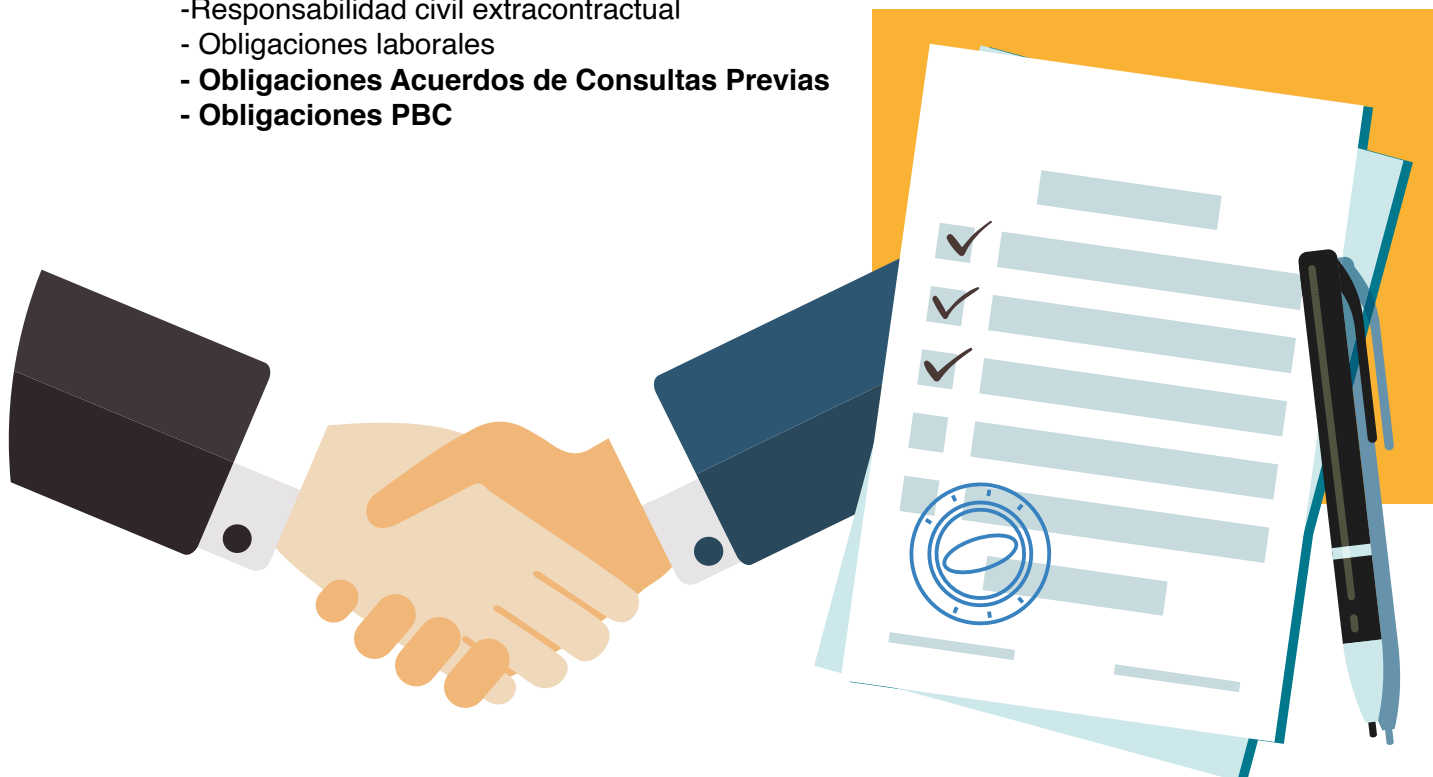 -Responsabilidad civil extracontractual
- Obligaciones laborales
- Obligaciones Acuerdos de Consultas Previas
- Obligaciones PBC